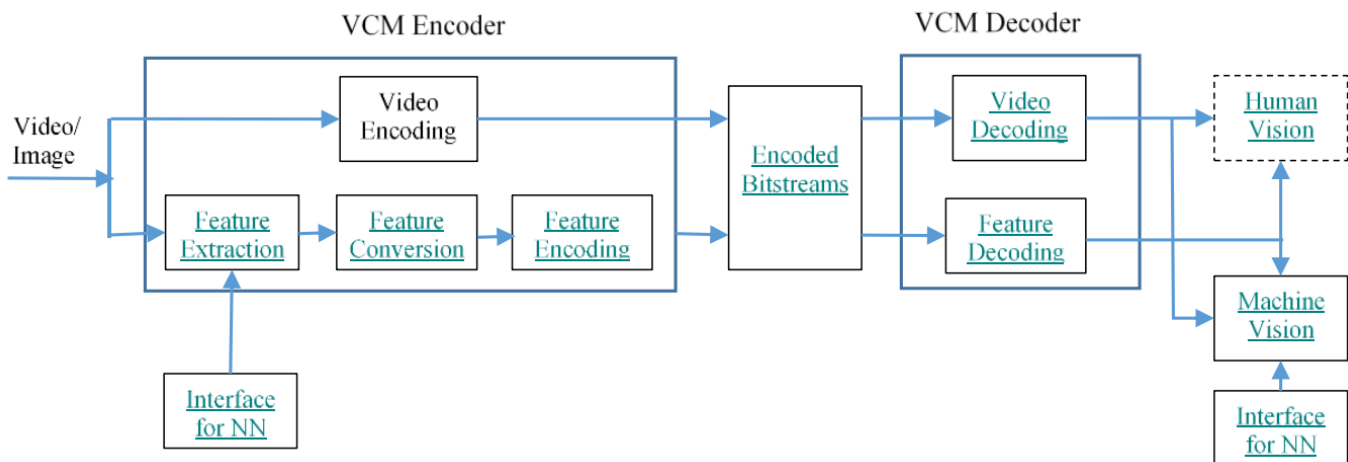 VCM Encoder
VCM Decoder
Video/
Image
Video
Encoding
Feature
Extraction
Feature
Conversion
Feature
Encoding
Interface
for NN
Encoded
Bitstreams
Video
Decoding
Feature
Decoding
Human
Vision
Machine
Vision
Interface
for NN